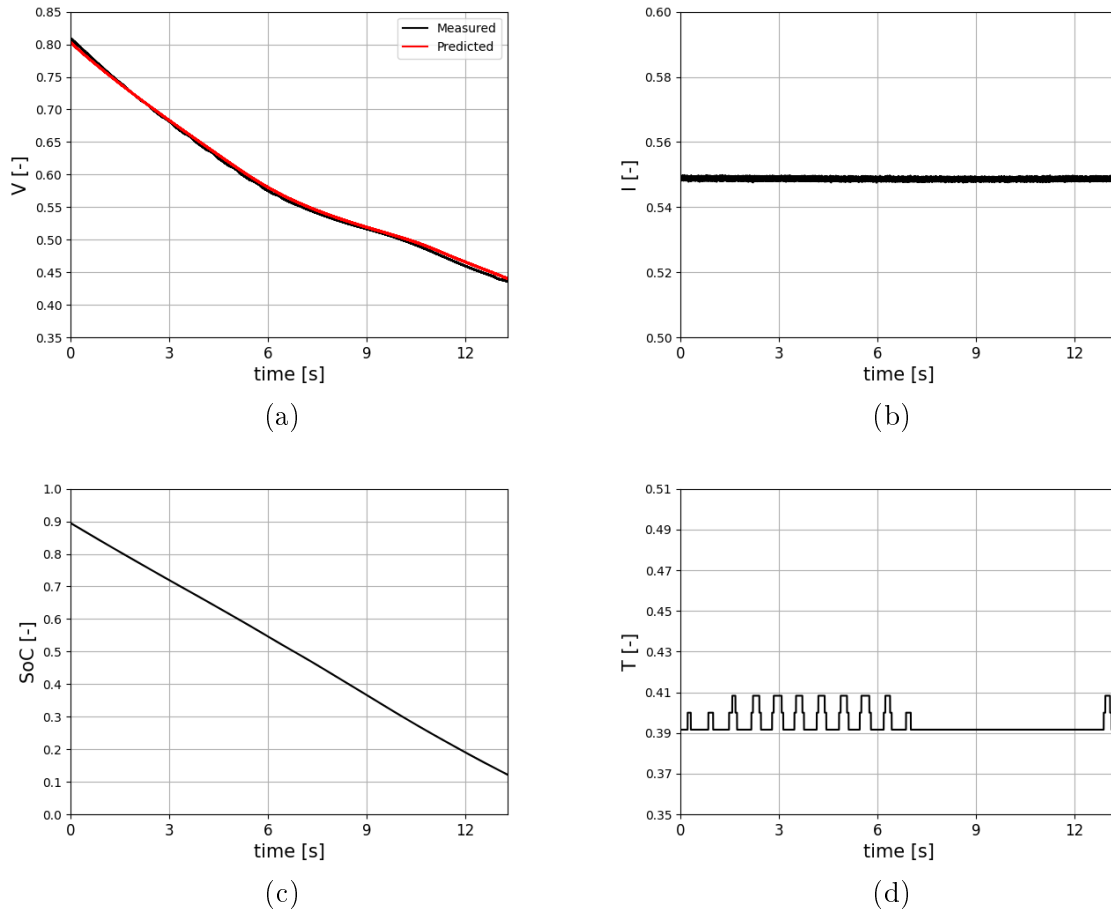 0.85
0.80
0.75
0.70
0.65
0.60
0.55
0.50
0.45
0.40
0.35
V [-]
Measured
Predicted
0 3 6 9 12
time [s]
(a)
0.60
0.58
0.56
0.54
0.52
0.50
I [-]
0 3 6 9 12
time [s]
(b)
1.0
0.9
0.8
0.7
0.6
0.5
0.4
0.3
0.2
0.1
0.0
SoC [-]
0 3 6 9 12
time [s]
(c)
0.51
0.49
0.47
0.45
0.43
0.41
0.39
0.37
0.35
T [-]
0 3 6 9 12
time [s]
(d)